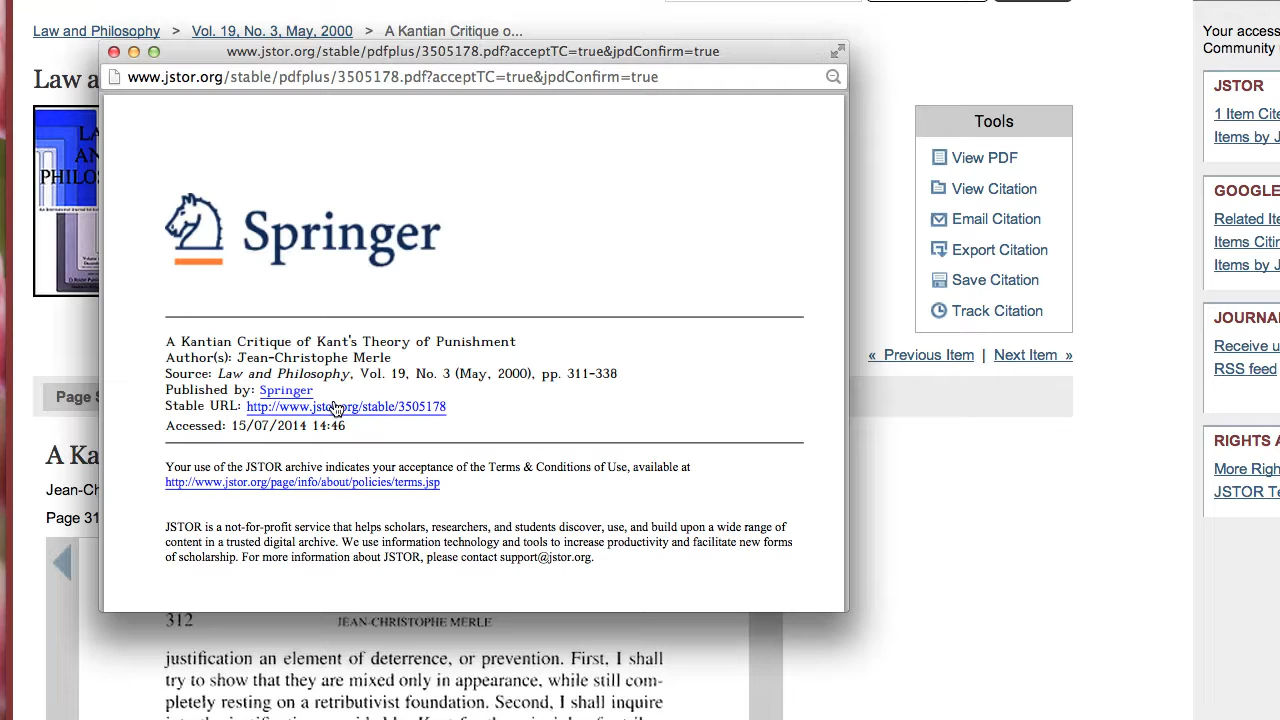 Law and Philosophy > Vol. 19, No. 3, May, 2000 > A Kantian Critique o...
www.jstor.org/stable/pdfplus/3505178.pdf?acceptTC=true&jpdConfirm=true
www.jstor.org/stable/pdfplus/3505178.pdf?acceptTC=true&jpdConfirm=true
Law a
LA
AN
PHILOS
Springer
A Kantian Critique of Kant's Theory of Punishment
Author(s): Jean-Christophe Merle
Source: Law and Philosophy, Vol. 19, No. 3 (May, 2000), pp. 311-338
Published by: Springer
Stable URL: http://www.jstor.org/stable/3505178
Accessed: 15/07/2014 14:46
Your use of the JSTOR archive indicates your acceptance of the Terms & Conditions of Use, available at
http://www.jstor.org/page/info/about/policies/terms.jsp
JSTOR is a not-for-profit service that helps scholars, researchers, and students discover, use, and build upon a wide range of
content in a trusted digital archive. We use information technology and tools to increase productivity and facilitate new forms
of scholarship. For more information about JSTOR, please contact support@jstor.org.
Page S
A Ka
Jean-Ch
Page 31
312 JEAN-CHRISTOPHE MERLE
justification an element of deterrence, or prevention. First, I shall
try to show that they are mixed only in appearance, while still com-
pletely resting on a retributivist foundation. Second, I shall inquire
Tools
View PDF
View Citation
Email Citation
Export Citation
Save Citation
Track Citation
« Previous Item | Next Item »
Your access
Community
JSTOR
1 Item Cite
Items by J
GOOGLE
Related Ite
Items Citin
Items by J
JOURNA
Receive u
RSS feed
RIGHTS A
More Righ
JSTOR Te